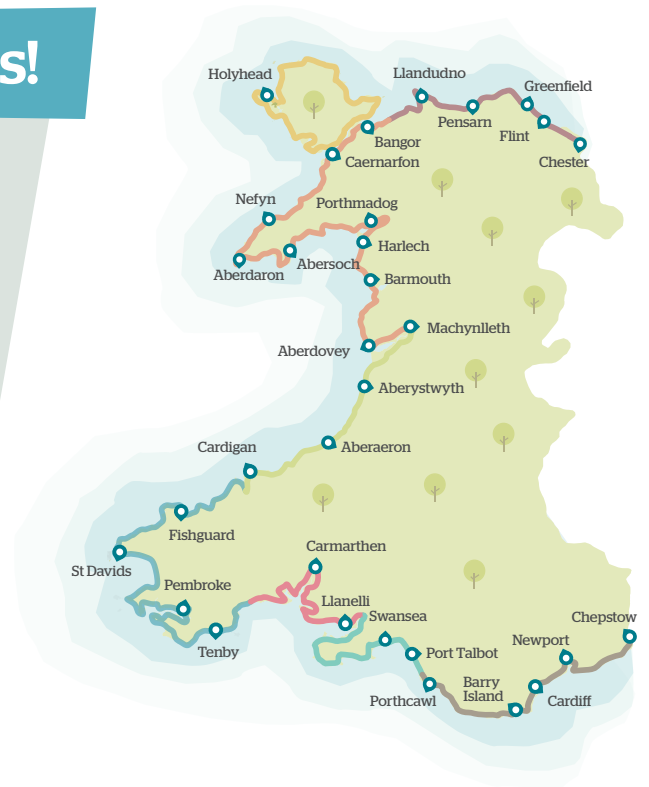 s!
Holyhead
Llandudno
Greenfield
Pensarn
Flint
Bangor
Chester
Caernarfon
Nefyn
Porthmadog
Harlech
Abersoch
Aberdaron
Barmouth
Machynlleth
Aberdovey
Aberystwyth
Cardigan
Aberaeron
Fishguard
Carmarthen
St Davids
Pembroke
Llanelli
Swansea
Chepstow
Newport
Tenby
Port Talbot
Barry
Island
Porthcawl
Cardiff